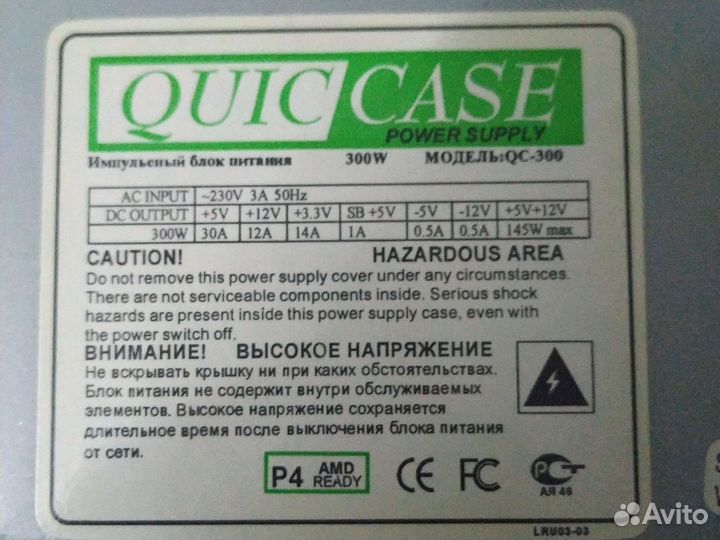 QUIC CASE
POWER SUPPLY
Импульсный блок питания 300W МОДЕЛЬ:QC-300
AC INPUT ~230V 3A 50Hz
DC OUTPUT +5V +12V +3.3V SB +5V -5V -12V +5V+12V
300W 30A 12A 14A 1A 0.5A 0.5A 145W max
CAUTION! HAZARDOUS AREA
Do not remove this power supply cover under any circumstances.
There are not serviceable components inside. Serious shock
hazards are present inside this power supply case, even with
the power switch off.
ВНИМАНИЕ! ВЫСОКОЕ НАПРЯЖЕНИЕ
Не вскрывать крышку ни при каких обстоятельствах.
Блок питания не содержит внутри обслуживаемых
элементов. Высокое напряжение сохраняется
длительное время после выключения блока питания
от сети.
P4 AMD READY CE FC РСТ
АЯ 46
LRU03-03
Avito